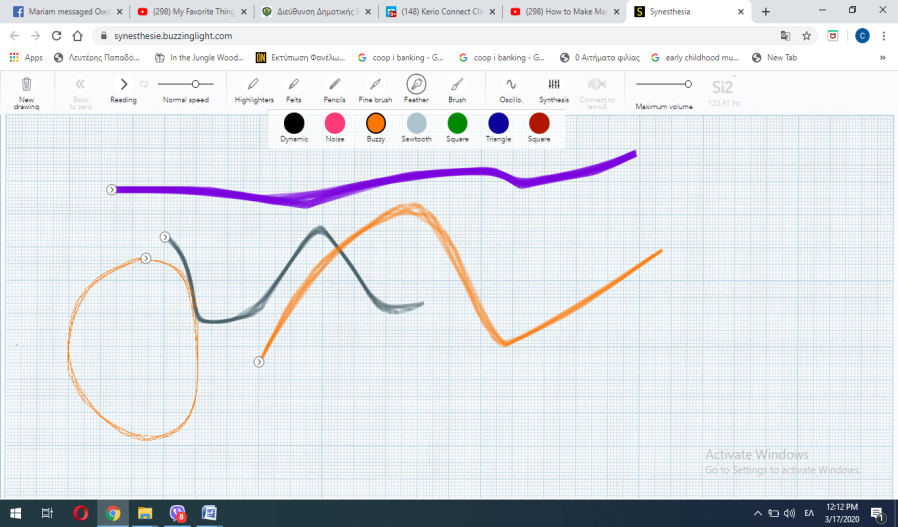 Mariam messaged Оикс
(298) My Favorite Thing
Διεύθυνση Δημοτικής Ε
(148) Kerio Connect Clie
(298) How to Make Ma
Synesthesia
synesthesie.buzzinglight.com
Apps
Λευτέρης Παπαδό...
In the Jungle Wood...
Εκτύπωση Φανέλω...
coop i banking - G...
coop i banking - G...
0 Αιτήματα φιλίας
early childhood mu...
New Tab
New drawing
Back to zero
Reading
Normal speed
Highlighters
Felts
Pencils
Fine brush
Feather
Brush
Oscillo.
Synthesis
Connect to IanniX
Maximum volume
Si2
123.41 Hz
Dynamic
Noise
Buzzy
Sawtooth
Square
Triangle
Square
Activate Windows
Go to Settings to activate Windows.
8
ΕΛ
12:12 PM
3/17/2020
1